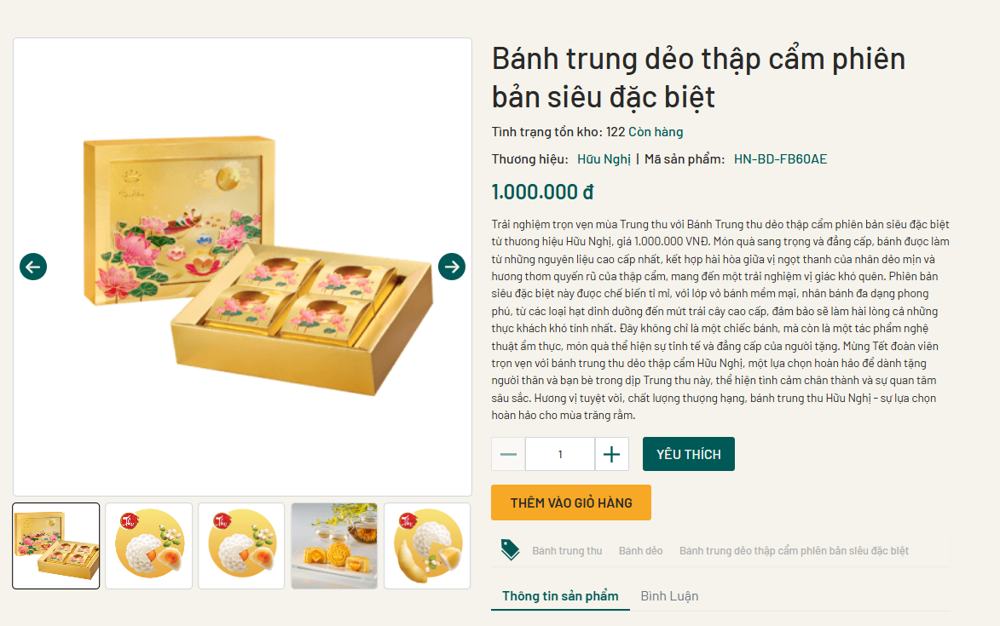 Bánh trung dẻo thập cẩm phiên
bản siêu đặc biệt
Tình trạng tồn kho: 122 Còn hàng
Thương hiệu: Hữu Nghị | Mã sản phẩm: HN-BD-FB60AE
1.000.000 đ
Trải nghiệm trọn vẹn mùa Trung thu với Bánh Trung thu dẻo thập cẩm phiên bản siêu đặc biệt
từ thương hiệu Hữu Nghị, giá 1.000.000 VNĐ. Món quà sang trọng và đẳng cấp, bánh được làm
từ những nguyên liệu cao cấp nhất, kết hợp hài hòa giữa vị ngọt thanh của nhân dẻo mịn và
hương thơm quyến rũ của thập cẩm, mang đến một trải nghiệm vị giác khó quên. Phiên bản
siêu đặc biệt này được chế biến tỉ mỉ, với lớp vỏ bánh mềm mại, nhân bánh đa dạng phong
phú, từ các loại hạt dinh dưỡng đến mứt trái cây cao cấp, đảm bảo sẽ làm hài lòng cả những
thực khách khó tính nhất. Đây không chỉ là một chiếc bánh, mà còn là một tác phẩm nghệ
thuật ẩm thực, món quà thể hiện sự tinh tế và đẳng cấp của người tặng. Mừng Tết đoàn viên
trọn vẹn với bánh trung thu dẻo thập cẩm Hữu Nghị, một lựa chọn hoàn hảo để dành tặng
người thân và bạn bè trong dịp Trung thu này, thể hiện tình cảm chân thành và sự quan tâm
sâu sắc. Hương vị tuyệt vời, chất lượng thượng hạng, bánh trung thu Hữu Nghị - sự lựa chọn
hoàn hảo cho mùa trăng rằm.
1
YÊU THÍCH
THÊM VÀO GIỎ HÀNG
Bánh trung thu Bánh dẻo Bánh trung dẻo thập cẩm phiên bản siêu đặc biệt
Thông tin sản phẩm Bình Luận